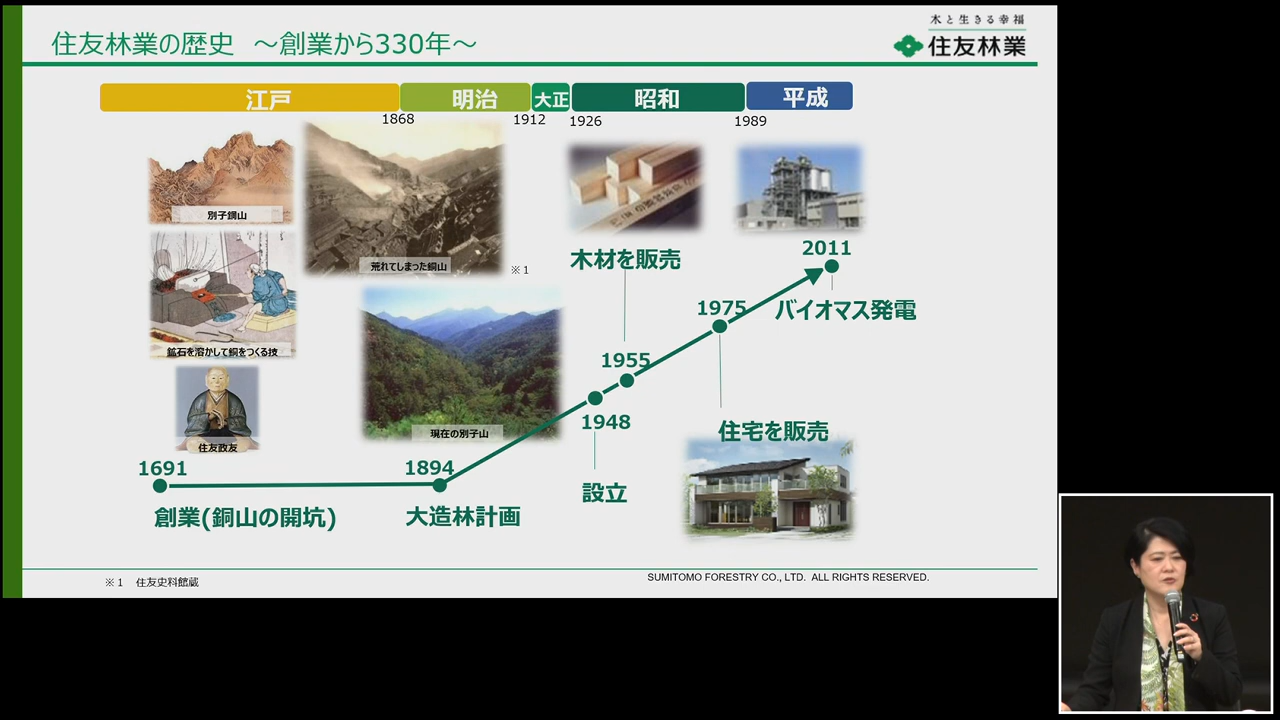 住友林業の歴史 ～創業から330年～
木と生きる幸福
住友林業
江戸
明治
大正
昭和
平成
1868
1912
1926
1989
別子銅山
荒れてしまった銅山
※１
鉱石を溶かして銅をつくる技
現在の別子山
住友政友
木材を販売
2011
バイオマス発電
1975
1955
1948
住宅を販売
設立
1691
創業(銅山の開坑)
1894
大造林計画
※１ 住友史料館蔵
SUMITOMO FORESTRY CO., LTD. ALL RIGHTS RESERVED.